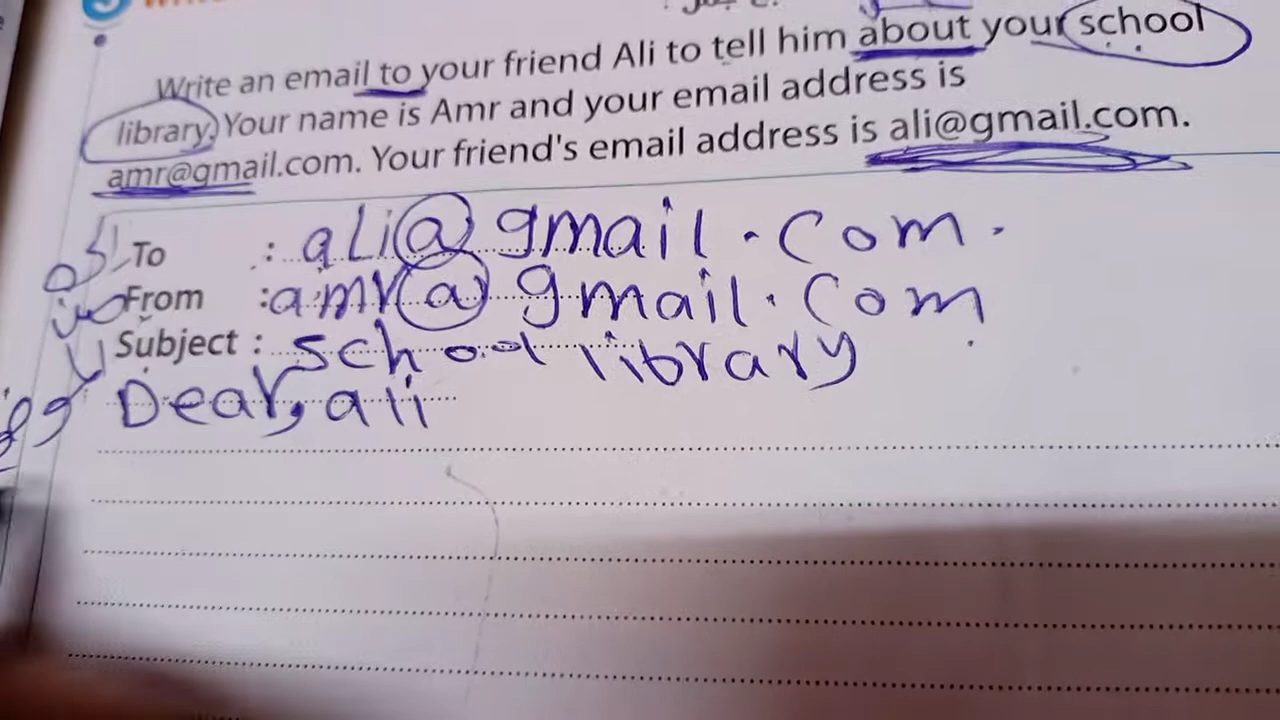 Write an email to your friend Ali to tell him about your school
library. Your name is Amr and your email address is
amr@gmail.com. Your friend's email address is ali@gmail.com.
To : ali@gmail.com.
From : amr@gmail.com
Subject : school library
Dear, ali